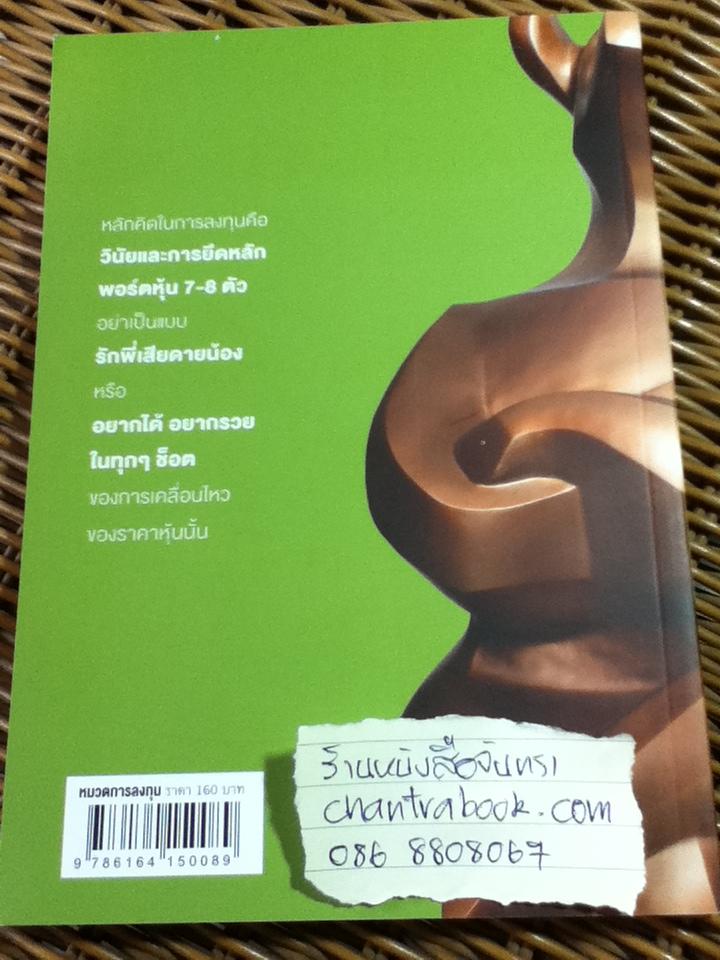 หลักคิดในการลงทุนคือ
วินัยและการยึดหลัก
พอร์ตหุ้น 7-8 ตัว
อย่าเป็นแบบ
รักพี่เสียดายน้อง
หรือ
อยากได้ อยากรวย
ในทุกๆ ช็อต
ของการเคลื่อนไหว
ของราคาหุ้นนั้น
หมวดการลงทุน ราคา 160 บาท
9 786164 150089
ร้านหนังสือจันทรา
chantrabook.com
086 8808067